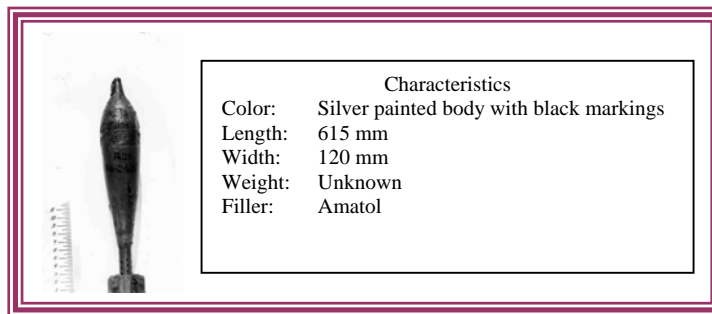 Characteristics
Color: Silver painted body with black markings
Length: 615 mm
Width: 120 mm
Weight: Unknown
Filler: Amatol